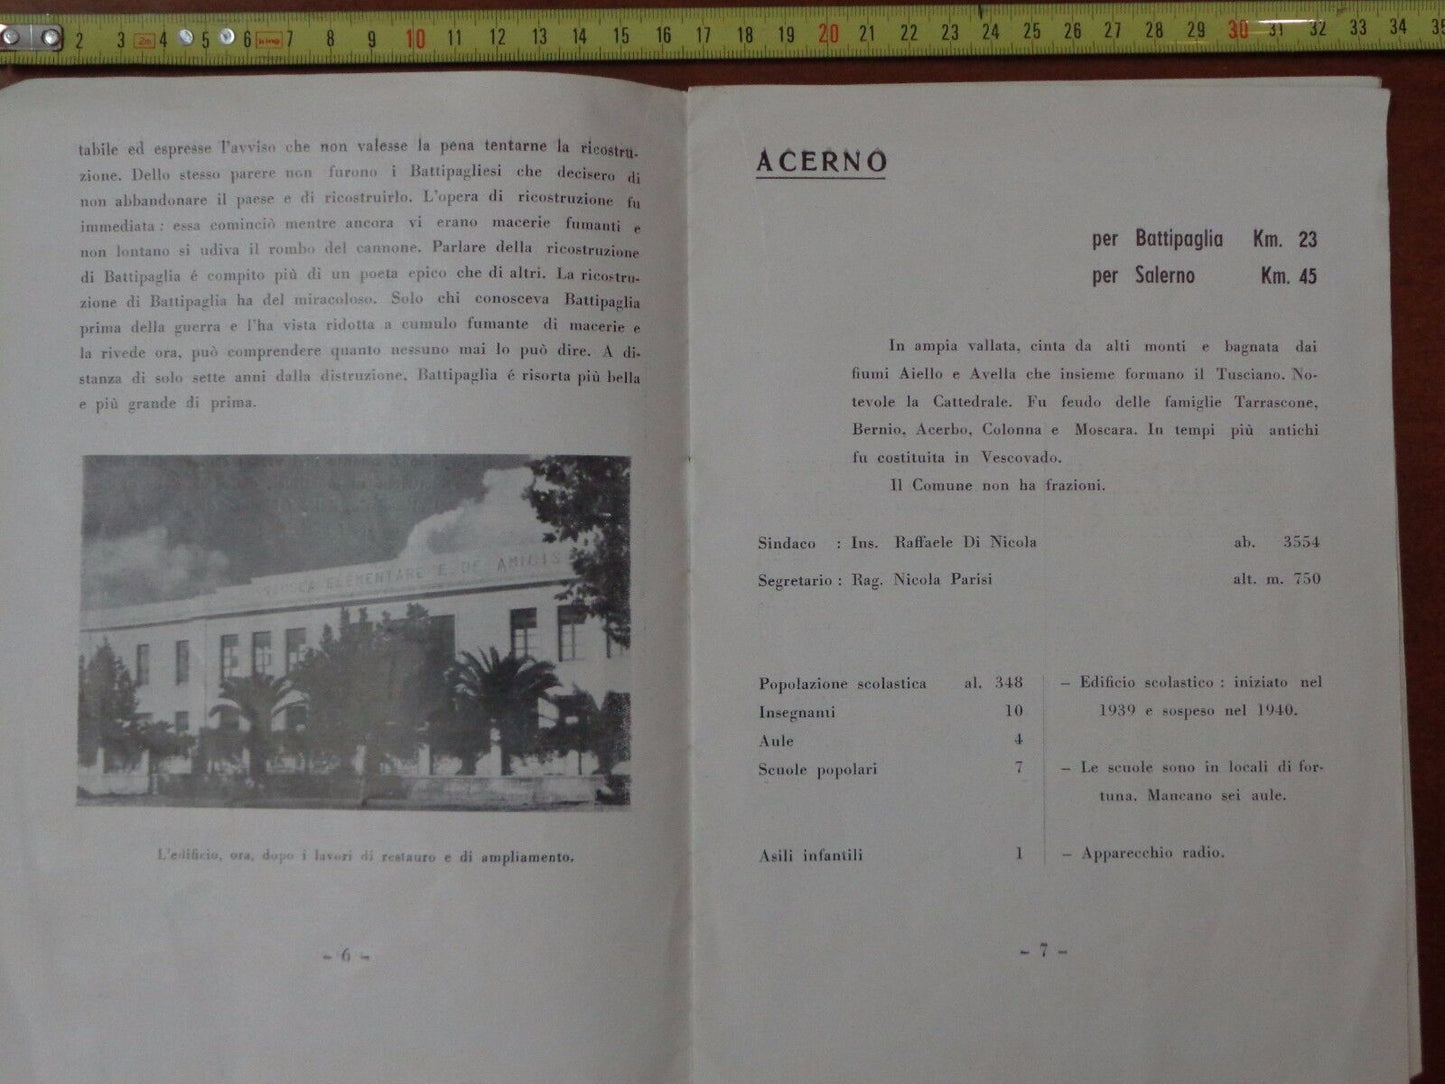 2 3 2m 4 5 6 7 8 9 10 11 12 13 14 15 16 17 18 19 20 21 22 23 24 25 26 27 28 29 30 31 32 33 34 35
tabile ed espresse l'avviso che non valesse la pena tentarne la ricostru-
zione. Dello stesso parere non furono i Battipagliesi che decisero di
non abbandonare il paese e di ricostruirlo. L'opera di ricostruzione fu
immediata : essa cominciò mentre ancora vi erano macerie fumanti e
non lontano si udiva il rombo del cannone. Parlare della ricostruzione
di Battipaglia é compito più di un poeta epico che di altri. La ricostru-
zione di Battipaglia ha del miracoloso. Solo chi conosceva Battipaglia
prima della guerra e l'ha vista ridotta a cumulo fumante di macerie e
la rivede ora, può comprendere quanto nessuno mai lo può dire. A di-
stanza di solo sette anni dalla distruzione, Battipaglia é risorta più bella
e più grande di prima.
ELEMENTARE E. DE AMICIS
L'edificio, ora, dopo i lavori di restauro e di ampliamento.
- 6 -
ACERNO
per Battipaglia Km. 23
per Salerno Km. 45
In ampia vallata, cinta da alti monti e bagnata dai
fiumi Aiello e Avella che insieme formano il Tusciano. No-
tevole la Cattedrale. Fu feudo delle famiglie Tarrascone,
Bernio, Acerbo, Colonna e Moscara. In tempi più antichi
fu costituita in Vescovado.
Il Comune non ha frazioni.
Sindaco : Ins. Raffaele Di Nicola ab. 3554
Segretario : Rag. Nicola Parisi alt. m. 750
Popolazione scolastica al. 348 – Edificio scolastico : iniziato nel
Insegnanti 10 1939 e sospeso nel 1940.
Aule 4
Scuole popolari 7 – Le scuole sono in locali di for-
tuna. Mancano sei aule.
Asili infantili 1 – Apparecchio radio.
- 7 -